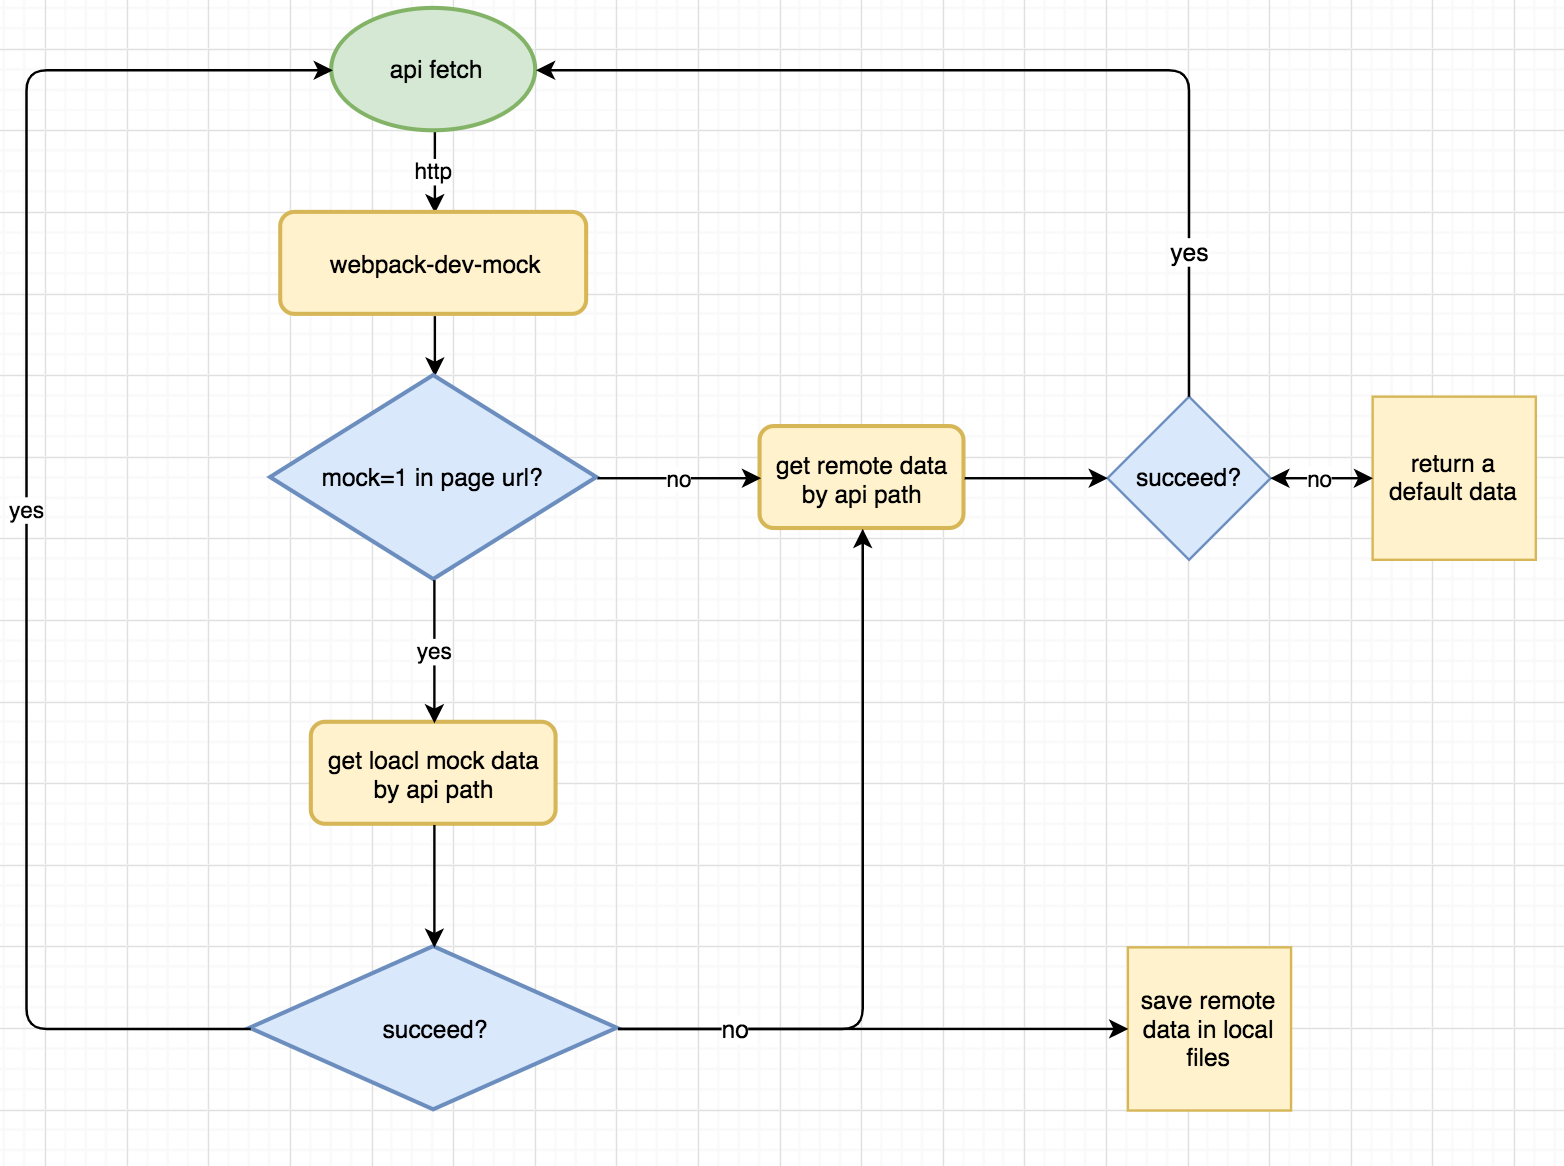 api fetch
http
webpack-dev-mock
yes
mock=1 in page url?
no
get remote data
by api path
succeed?
no
return a
default data
yes
yes
get loacl mock data
by api path
succeed?
no
save remote
data in local
files